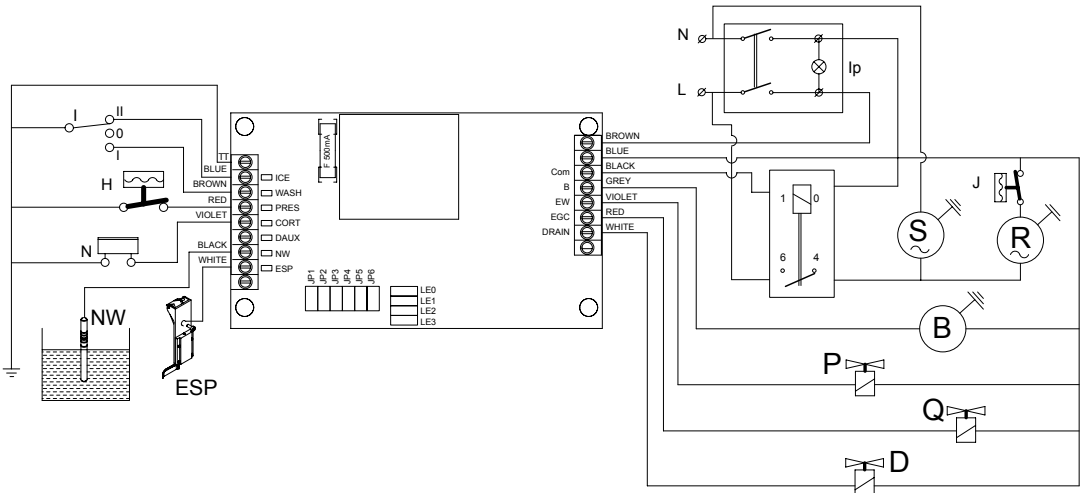 N
L
Ip
I
II
0
I
TT
BLUE
BROWN
RED
VIOLET
BLACK
WHITE
H
N
NW
ESP
ICE
WASH
PRES
CORT
DAUX
NW
ESP
F 500mA
JP1
JP2
JP3
JP4
JP5
JP6
LE0
LE1
LE2
LE3
Com
B
EW
EGC
DRAIN
BROWN
BLUE
BLACK
GREY
VIOLET
RED
WHITE
1 0
6 4
S
J
R
B
P
Q
D